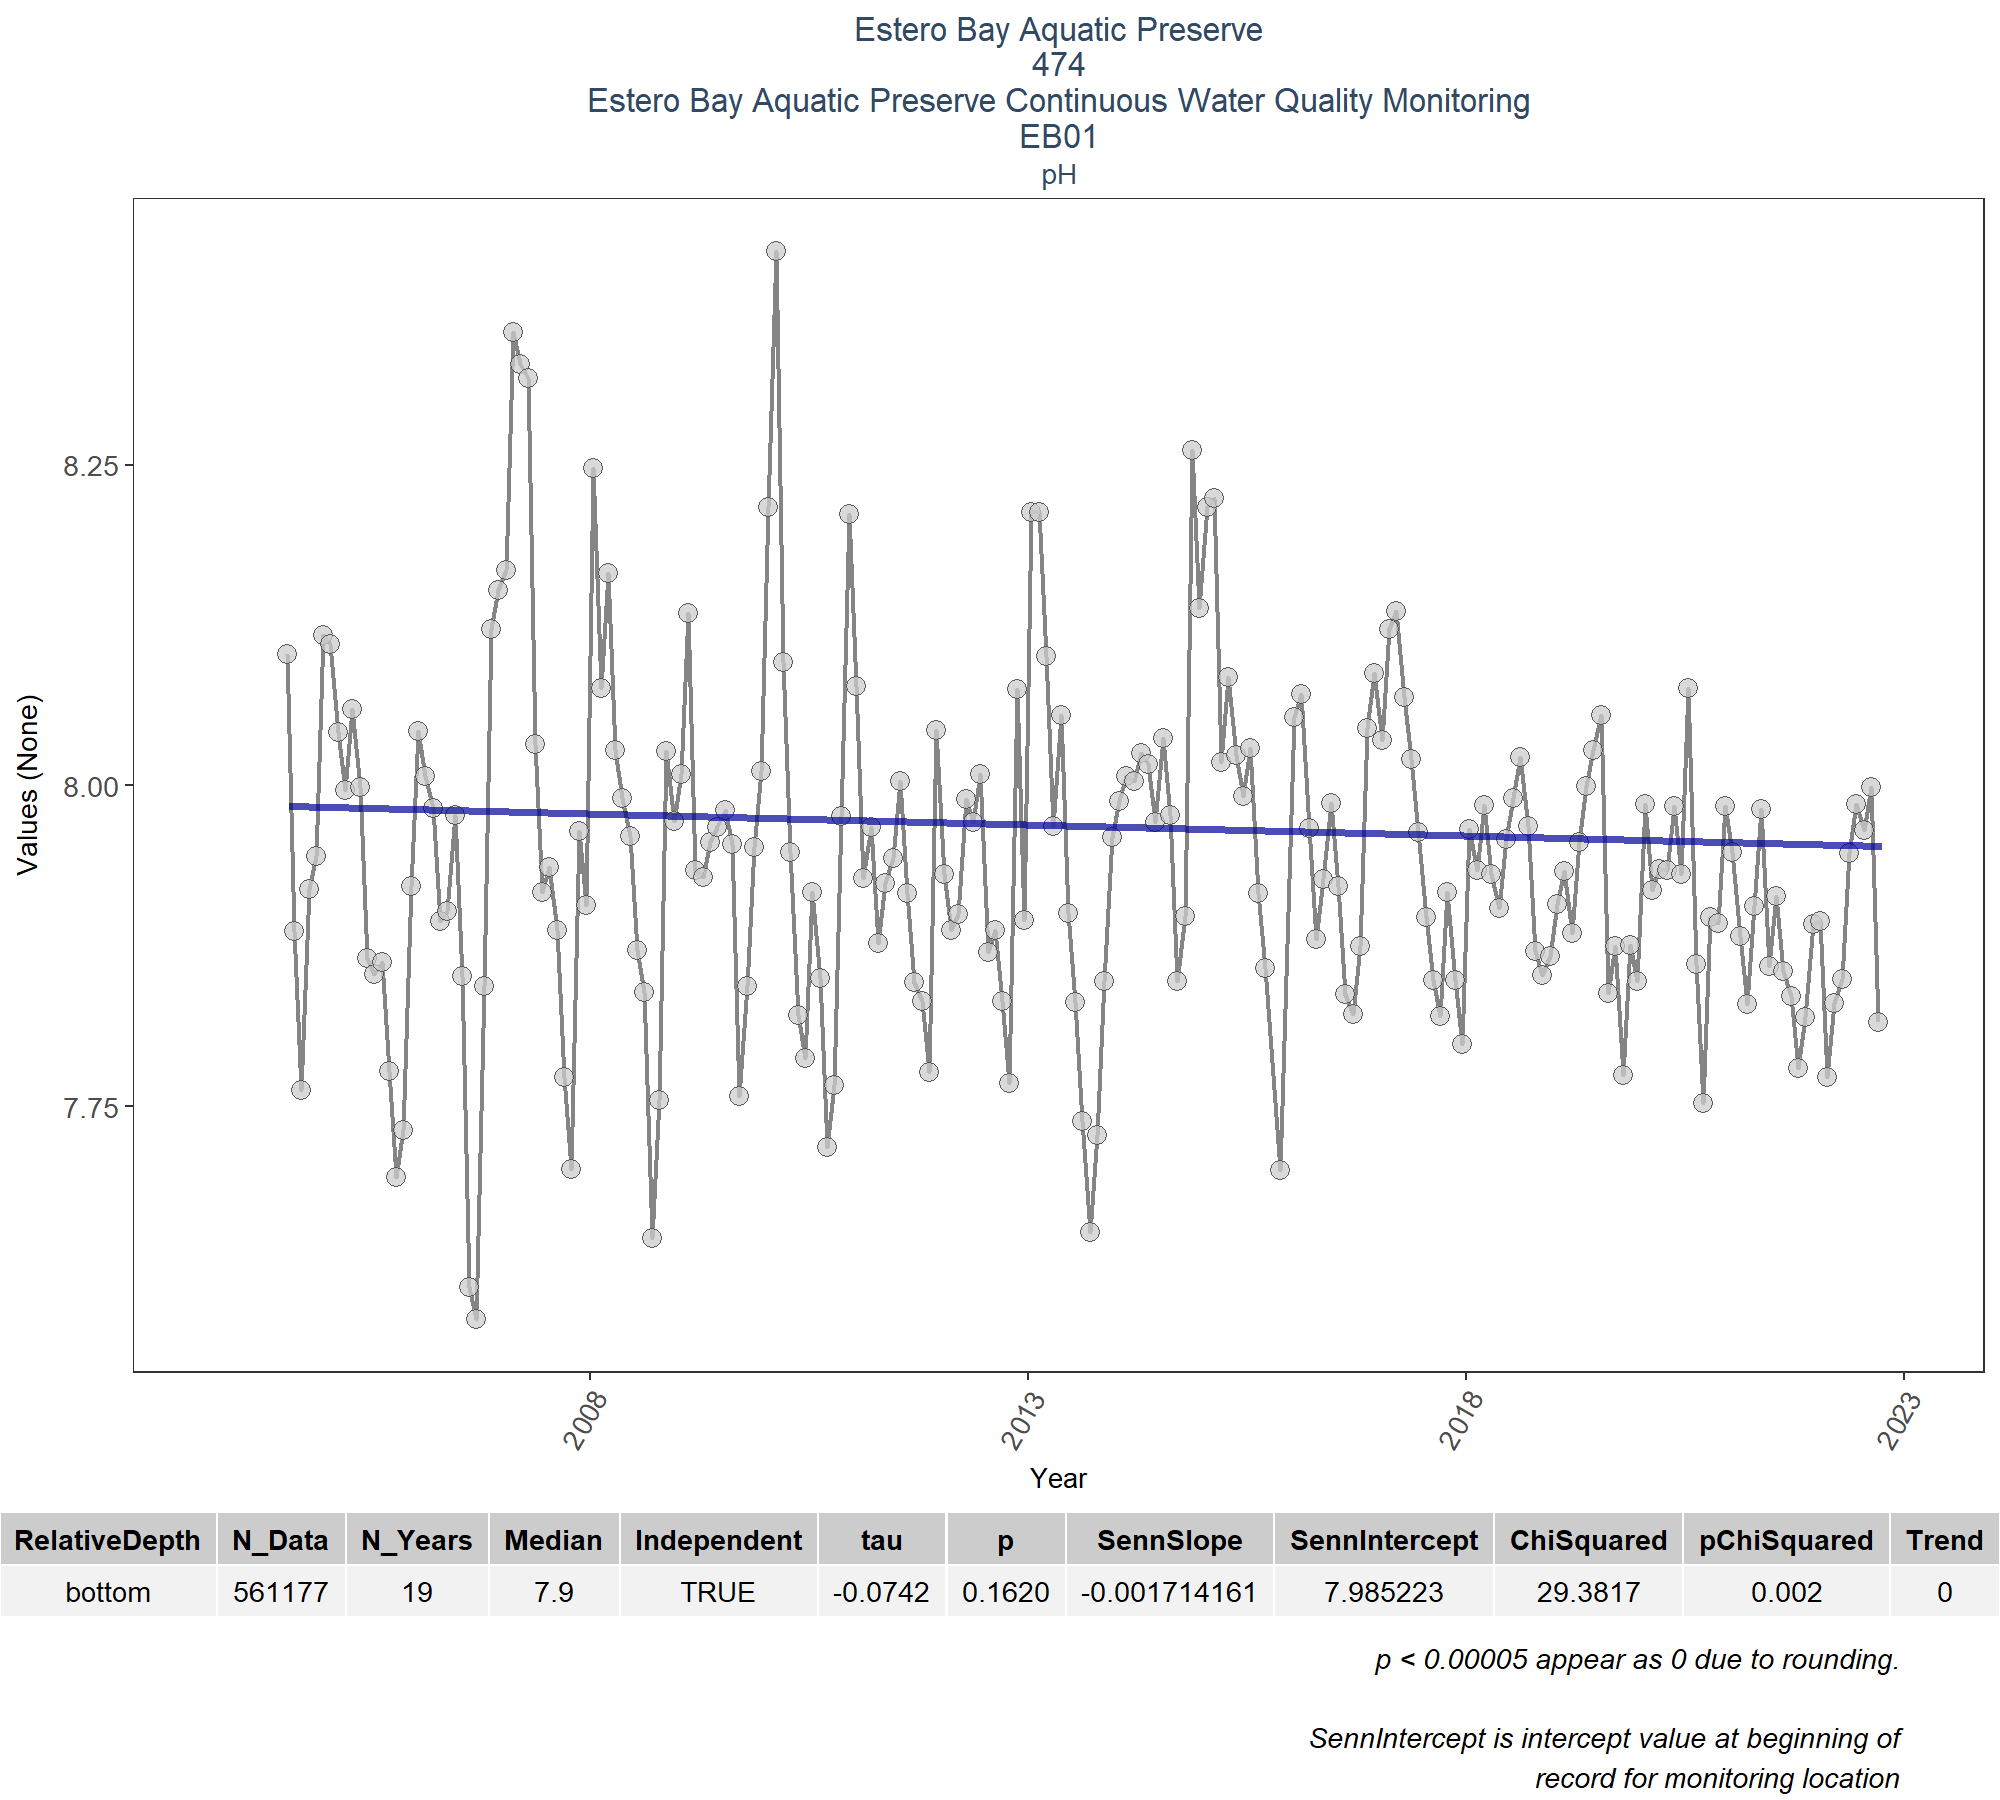 Estero Bay Aquatic Preserve
474
Estero Bay Aquatic Preserve Continuous Water Quality Monitoring
EB01
pH
Values (None)
8.25
8.00
7.75
2008
2013
2018
2023
Year
RelativeDepth N_Data N_Years Median Independent tau p SennSlope SennIntercept ChiSquared pChiSquared Trend
bottom 561177 19 7.9 TRUE -0.0742 0.1620 -0.001714161 7.985223 29.3817 0.002 0
p < 0.00005 appear as 0 due to rounding.
SennIntercept is intercept value at beginning of
record for monitoring location